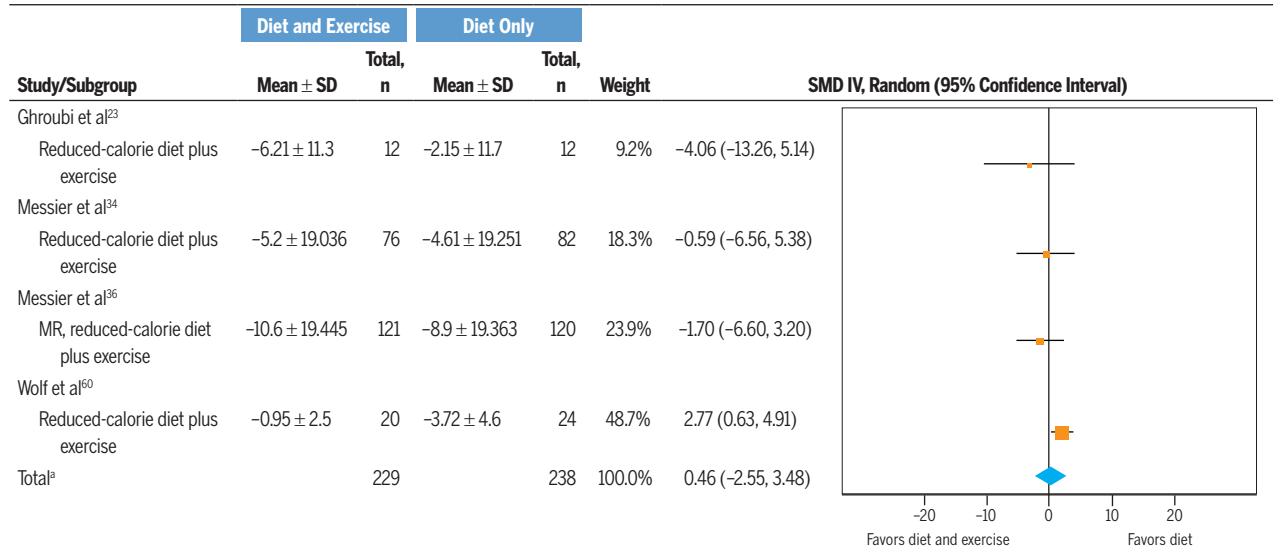 Diet and Exercise Diet Only
Total, Total,
Study/Subgroup Mean ± SD n Mean ± SD n Weight SMD IV, Random (95% Confidence Interval)
Ghroubi et al23
Reduced-calorie diet plus −6.21 ± 11.3 12 −2.15 ± 11.7 12 9.2% −4.06 (−13.26, 5.14)
exercise
Messier et al34
Reduced-calorie diet plus −5.2 ± 19.036 76 −4.61 ± 19.251 82 18.3% −0.59 (−6.56, 5.38)
exercise
Messier et al36
MR, reduced-calorie diet −10.6 ± 19.445 121 −8.9 ± 19.363 120 23.9% −1.70 (−6.60, 3.20)
plus exercise
Wolf et al60
Reduced-calorie diet plus −0.95 ± 2.5 20 −3.72 ± 4.6 24 48.7% 2.77 (0.63, 4.91)
exercise
Totala 229 238 100.0% 0.46 (−2.55, 3.48)
−20 −10 0 10 20
Favors diet and exercise Favors diet